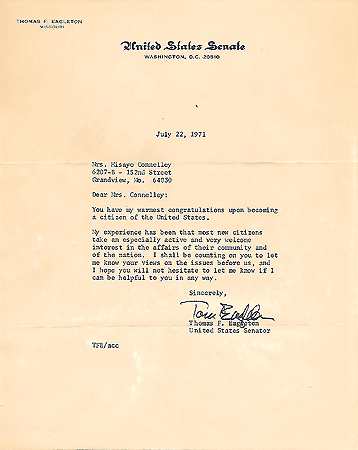 THOMAS F. EAGLETON
MISSOURI
United States Senate
WASHINGTON, D.C. 20510
July 22, 1971
Mrs. Misayo Connelley
6207-B - 152nd Street
Grandview, Mo. 64030
Dear Mrs. Connelley:
You have my warmest congratulations upon becoming
a citizen of the United States.
My experience has been that most new citizens
take an especially active and very welcome
interest in the affairs of their community and
of the nation. I shall be counting on you to let
me know your views on the issues before us, and
I hope you will not hesitate to let me know if I
can be helpful to you in any way.
Sincerely,
Tom Eagleton
Thomas F. Eagleton
United States Senator
TFE/acc